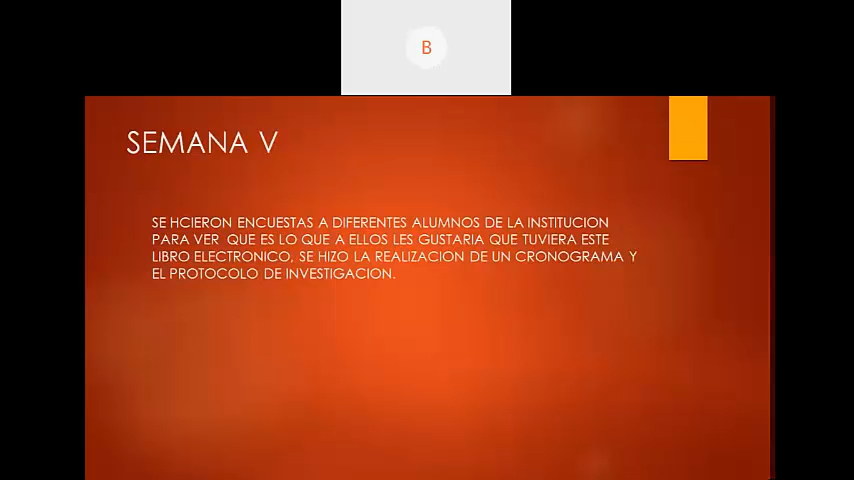 B
SEMANA V
SE HCIERON ENCUESTAS A DIFERENTES ALUMNOS DE LA INSTITUCION
PARA VER QUE ES LO QUE A ELLOS LES GUSTARIA QUE TUVIERA ESTE
LIBRO ELECTRONICO, SE HIZO LA REALIZACION DE UN CRONOGRAMA Y
EL PROTOCOLO DE INVESTIGACION.